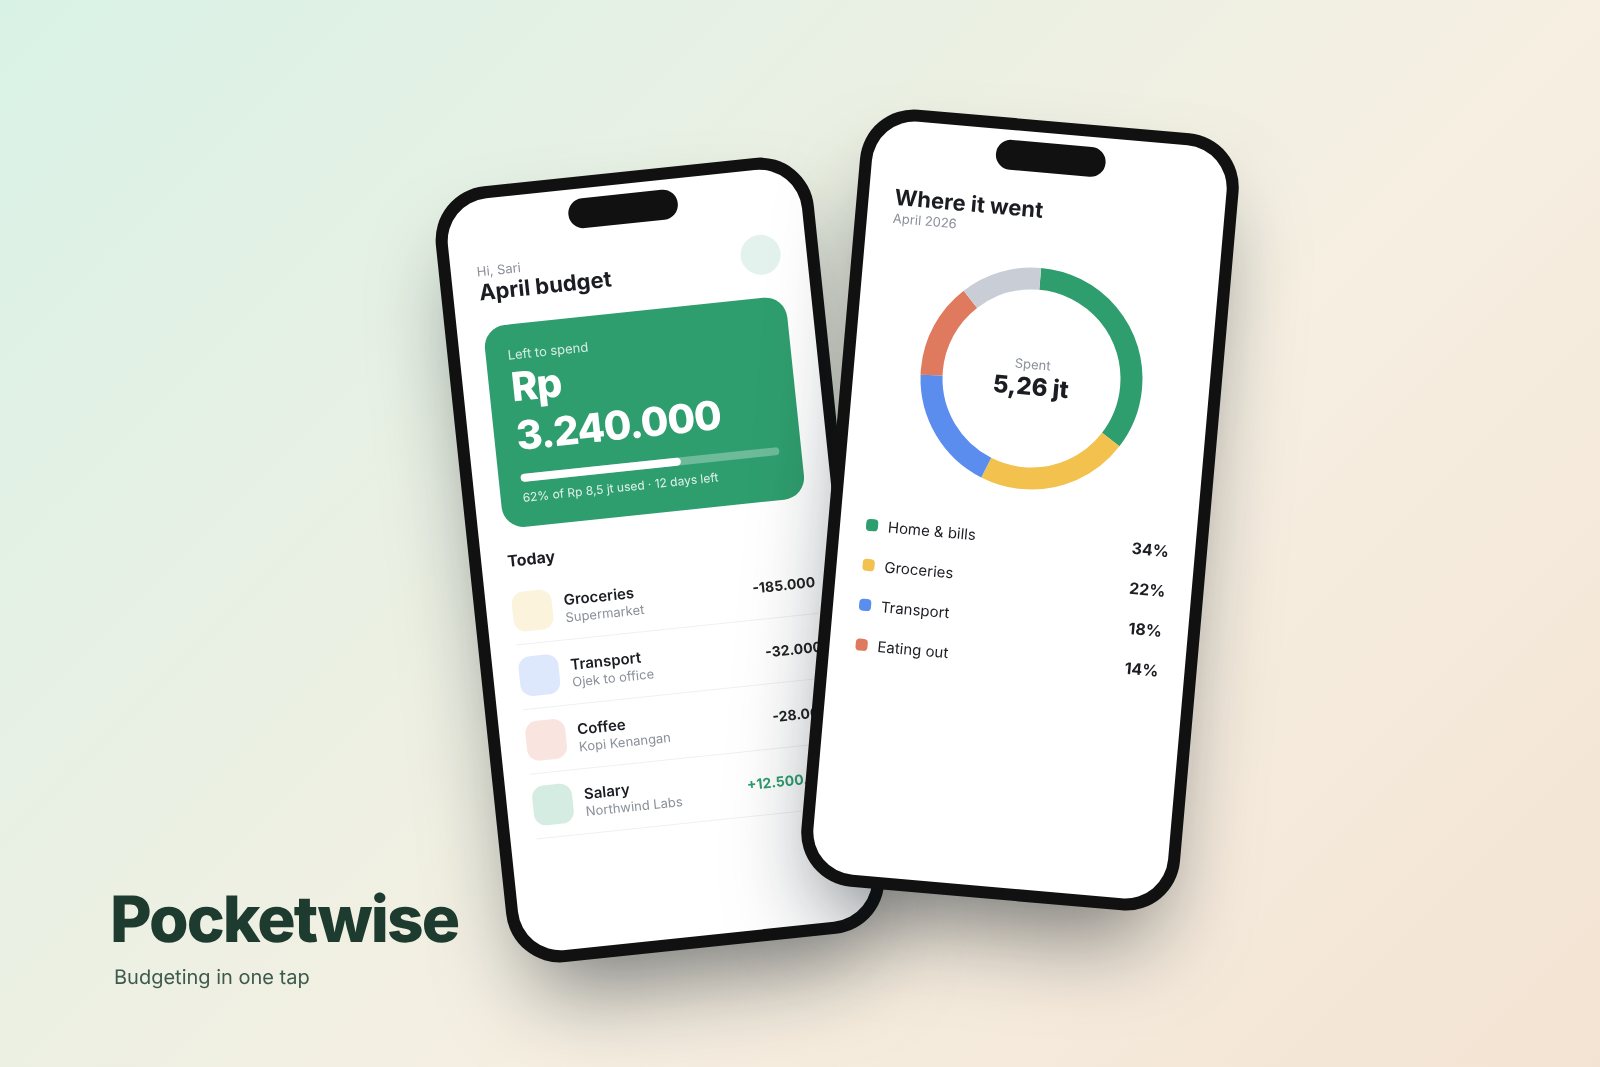 Hi, Sari
April budget
Left to spend
Rp
3.240.000
62% of Rp 8,5 jt used · 12 days left
Today
Groceries
-185.000
Supermarket
Transport
-32.000
Ojek to office
Coffee
Kopi Kenangan
Salary
Northwind Labs
Where it went
April 2026
Spent
5,26 jt
Home & bills
34%
Groceries
22%
Transport
18%
Eating out
14%
Pocketwise
Budgeting in one tap